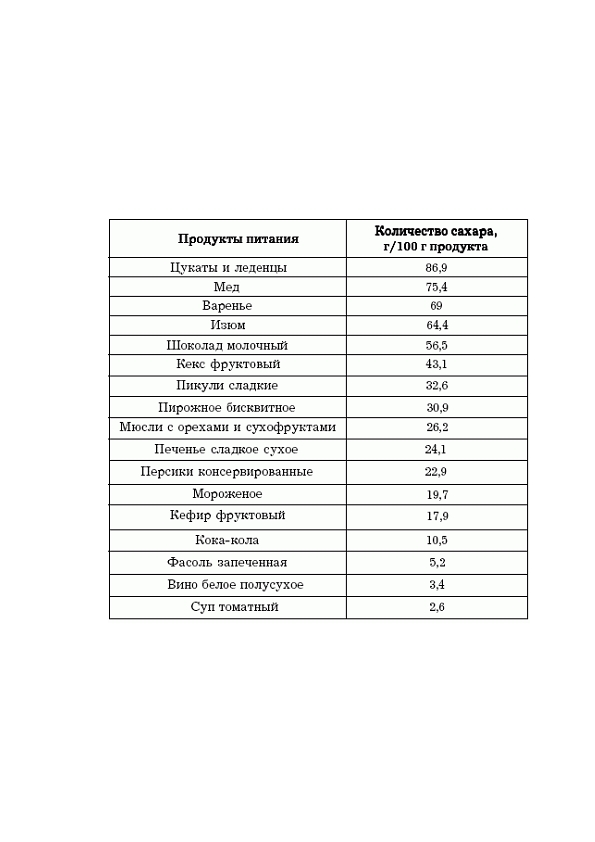 Продукты питания
Количество сахара,
г/100 г продукта
Цукаты и леденцы 86,9
Мед 75,4
Варенье 69
Изюм 64,4
Шоколад молочный 56,5
Кекс фруктовый 43,1
Пикули сладкие 32,6
Пирожное бисквитное 30,9
Мюсли с орехами и сухофруктами 26,2
Печенье сладкое сухое 24,1
Персики консервированные 22,9
Мороженое 19,7
Кефир фруктовый 17,9
Кока-кола 10,5
Фасоль запеченная 5,2
Вино белое полусухое 3,4
Суп томатный 2,6